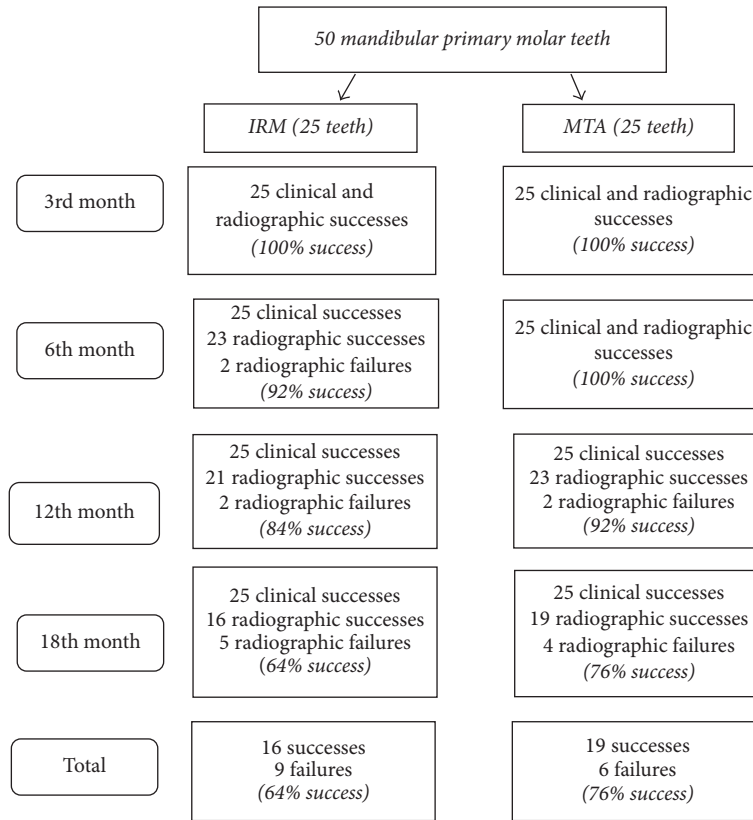 50 mandibular primary molar teeth
IRM (25 teeth)
MTA (25 teeth)
3rd month
25 clinical and
radiographic successes
(100% success)
25 clinical and radiographic
successes
(100% success)
6th month
25 clinical successes
23 radiographic successes
2 radiographic failures
(92% success)
25 clinical and radiographic
successes
(100% success)
12th month
25 clinical successes
21 radiographic successes
2 radiographic failures
(84% success)
25 clinical successes
23 radiographic successes
2 radiographic failures
(92% success)
18th month
25 clinical successes
16 radiographic successes
5 radiographic failures
(64% success)
25 clinical successes
19 radiographic successes
4 radiographic failures
(76% success)
Total
16 successes
9 failures
(64% success)
19 successes
6 failures
(76% success)